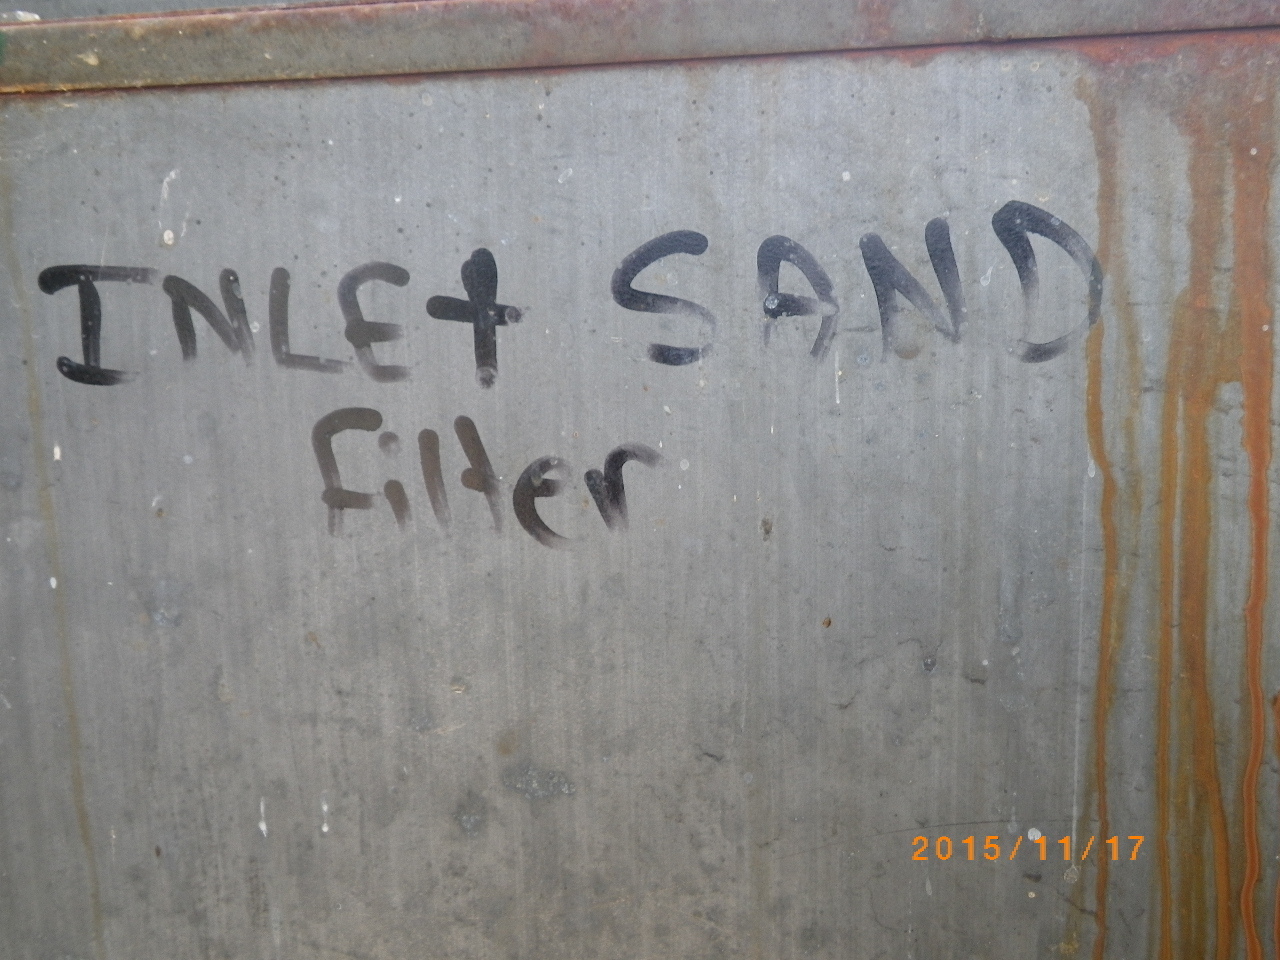 INLEt SAND
Filter
2015/11/17